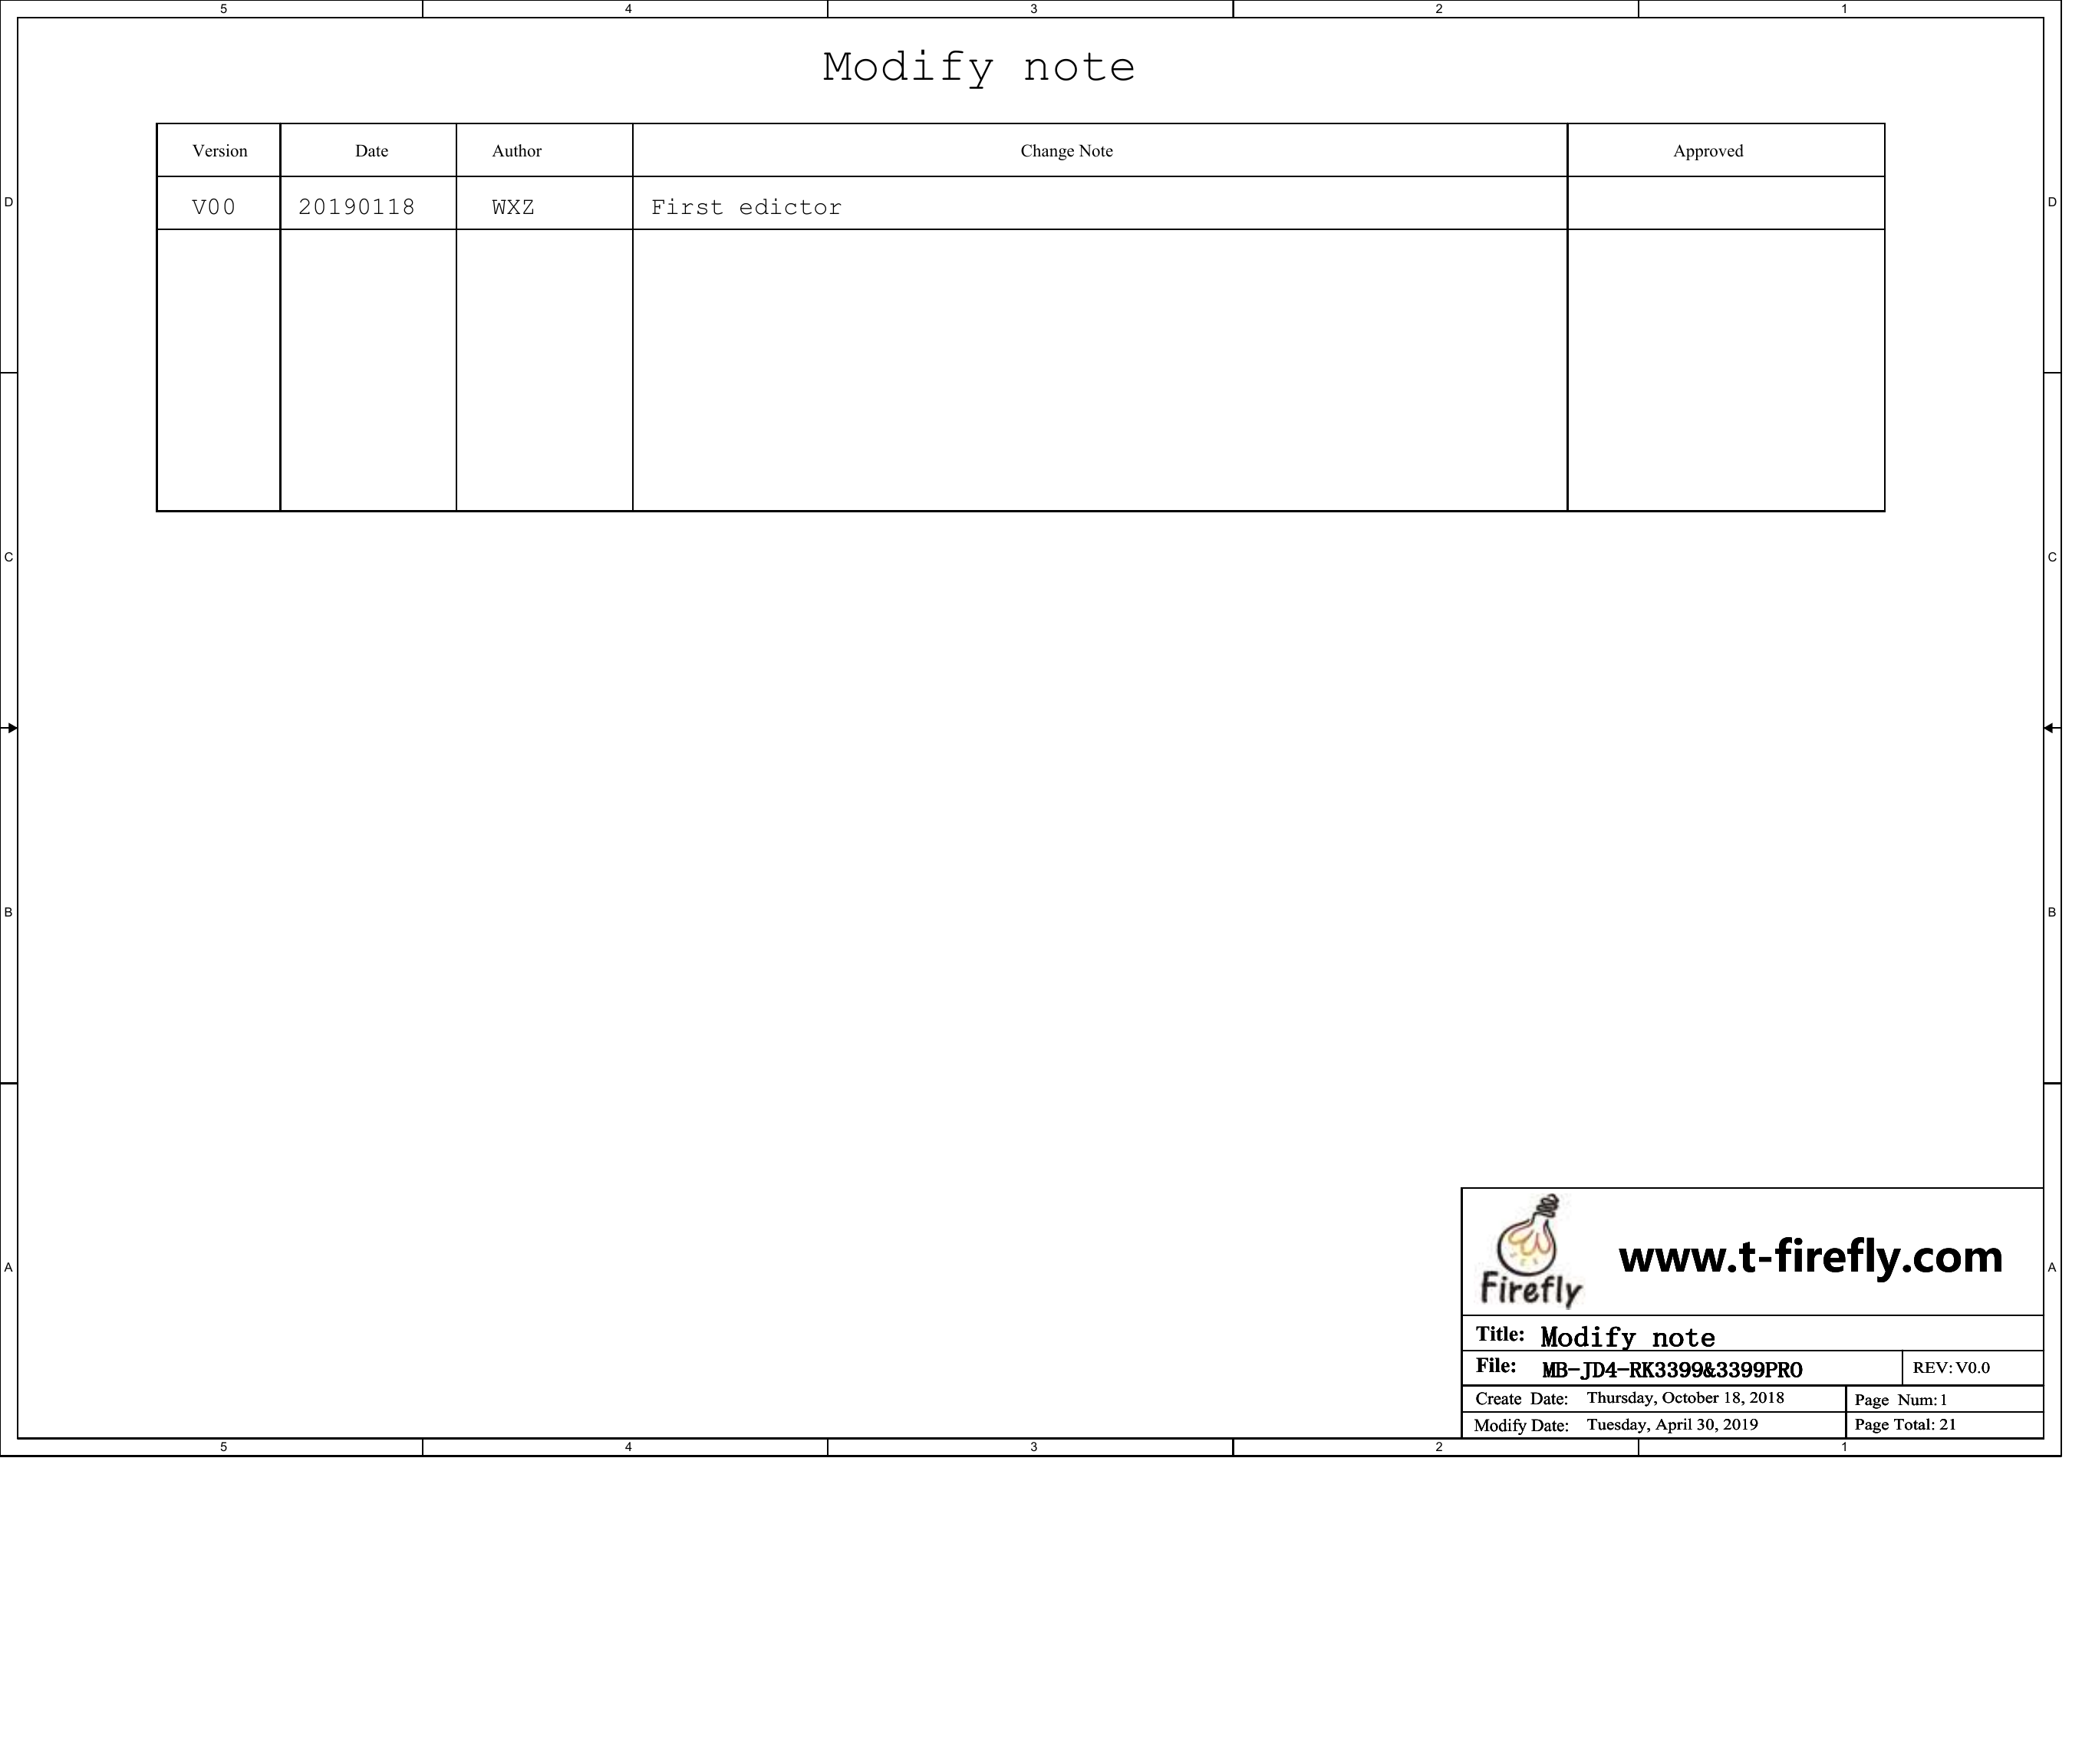 5 4 3 2 1
Modify note
Version Date Author Change Note Approved
D D
V00 20190118 WXZ First edictor
C C
B B
A A
Firefly
www.t-firefly.com
Title: Modify note
File: MB-JD4-RK3399&3399PRO REV: V0.0
Create Date: Thursday, October 18, 2018 Page Num: 1
Modify Date: Tuesday, April 30, 2019 Page Total: 21
5 4 3 2 1